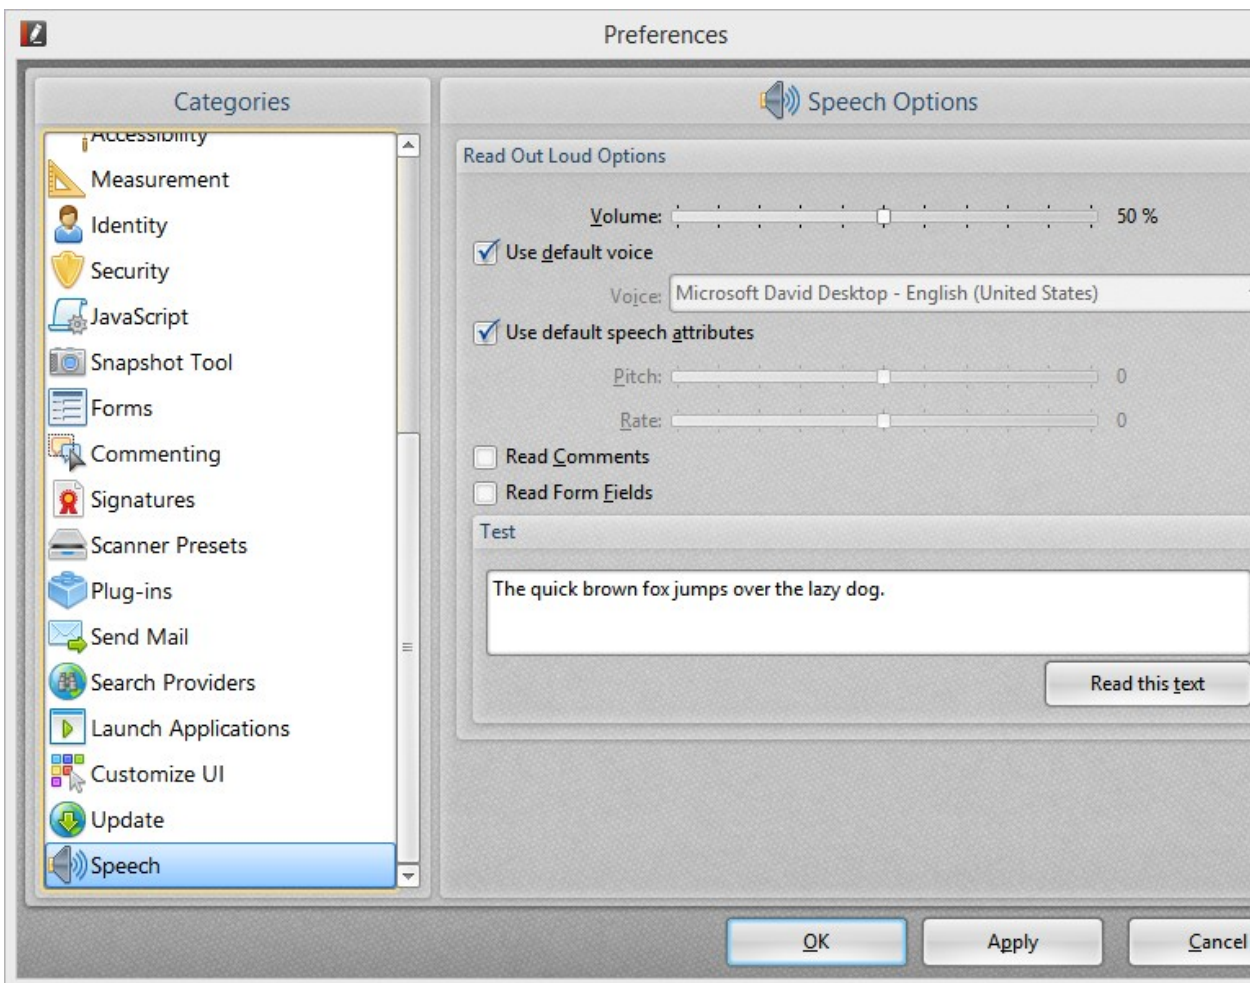 Preferences
Categories
Accessibility
Measurement
Identity
Security
JavaScript
Snapshot Tool
Forms
Commenting
Signatures
Scanner Presets
Plug-ins
Send Mail
Search Providers
Launch Applications
Customize UI
Update
Speech
Speech Options
Read Out Loud Options
Volume: 50 %
Use default voice
Voice: Microsoft David Desktop - English (United States)
Use default speech attributes
Pitch: 0
Rate: 0
Read Comments
Read Form Fields
Test
The quick brown fox jumps over the lazy dog.
Read this text
OK Apply Cancel